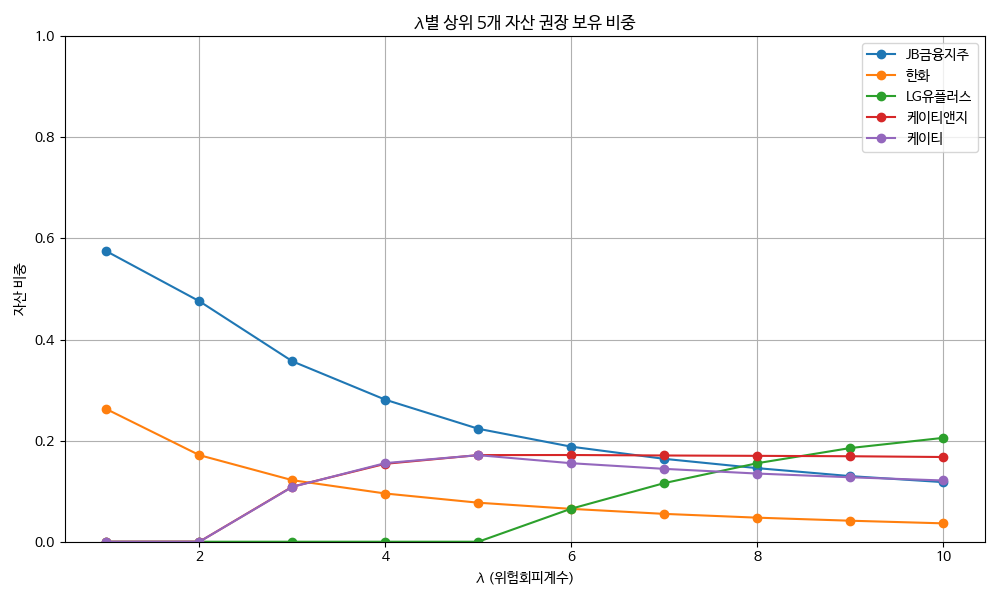 λ별 상위 5개 자산 권장 보유 비중
JB금융지주
한화
LG유플러스
케이티앤지
케이티
자산 비중
1.0
0.8
0.6
0.4
0.2
0.0
2 4 6 8 10
λ (위험회피계수)